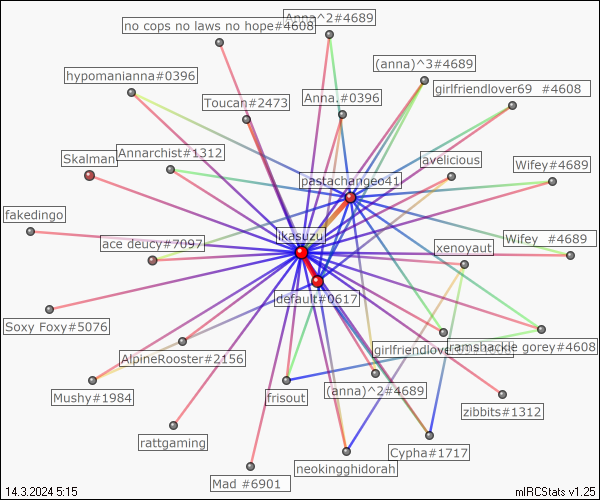 Anna^2#4689
no cops no laws no hope#4608
(anna)^3#4689
hypomanianna#0396
girlfriendlover69 #4608
Toucan#2473
Anna.#0396
Annarchist#1312
Skalman
avelicious
Wifey#4689
pastachangeo41
fakedingo
ikasuzu
ace deucy#7097
xenoyaut
Wifey #4689
default#0617
Soxy Foxy#5076
girlfriendlover
ramshackle gorey#4608
AlpineRooster#2156
Mushy#1984
frisout
(anna)^2#4689
zibbits#1312
rattgaming
Cypha#1717
neokingghidorah
Mad #6901
14.3.2024 5:15
mIRCStats v1.25